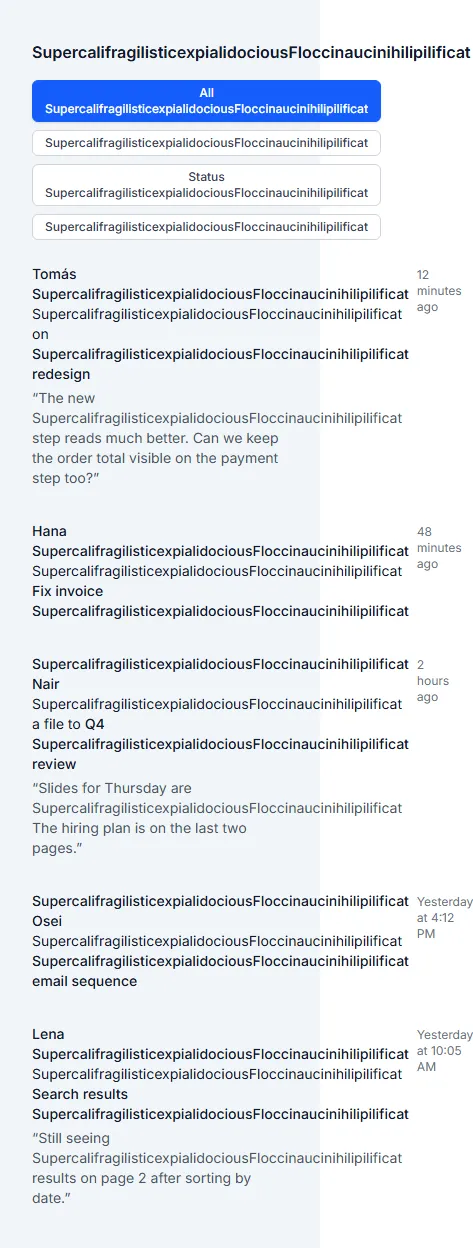 SupercalifragilisticexpialidociousFloccinaucinihilipilificat
All
SupercalifragilisticexpialidociousFloccinaucinihilipilificat
SupercalifragilisticexpialidociousFloccinaucinihilipilificat
Status
SupercalifragilisticexpialidociousFloccinaucinihilipilificat
SupercalifragilisticexpialidociousFloccinaucinihilipilificat
Tomás
SupercalifragilisticexpialidociousFloccinaucinihilipilificat
SupercalifragilisticexpialidociousFloccinaucinihilipilificat
on
SupercalifragilisticexpialidociousFloccinaucinihilipilificat
redesign
12
minutes
ago
“The new
SupercalifragilisticexpialidociousFloccinaucinihilipilificat
step reads much better. Can we keep
the order total visible on the payment
step too?”
Hana
SupercalifragilisticexpialidociousFloccinaucinihilipilificat
SupercalifragilisticexpialidociousFloccinaucinihilipilificat
Fix invoice
SupercalifragilisticexpialidociousFloccinaucinihilipilificat
48
minutes
ago
SupercalifragilisticexpialidociousFloccinaucinihilipilificat
Nair
SupercalifragilisticexpialidociousFloccinaucinihilipilificat
a file to Q4
SupercalifragilisticexpialidociousFloccinaucinihilipilificat
review
2
hours
ago
“Slides for Thursday are
SupercalifragilisticexpialidociousFloccinaucinihilipilificat
The hiring plan is on the last two
pages.”
SupercalifragilisticexpialidociousFloccinaucinihilipilificat
Osei
SupercalifragilisticexpialidociousFloccinaucinihilipilificat
SupercalifragilisticexpialidociousFloccinaucinihilipilificat
email sequence
Yesterday
at 4:12
PM
Lena
SupercalifragilisticexpialidociousFloccinaucinihilipilificat
SupercalifragilisticexpialidociousFloccinaucinihilipilificat
Search results
SupercalifragilisticexpialidociousFloccinaucinihilipilificat
Yesterday
at 10:05
AM
“Still seeing
SupercalifragilisticexpialidociousFloccinaucinihilipilificat
results on page 2 after sorting by
date.”